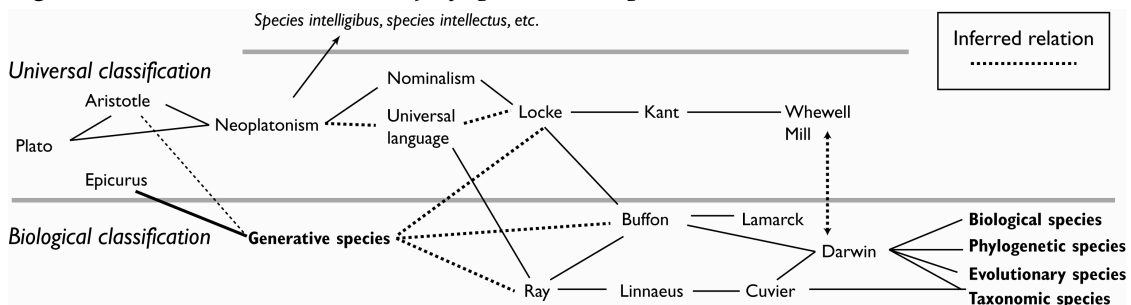 Species intelligibus, species intellectus, etc.
Inferred relation
Universal classification
Nominalism
Aristotle
Universal
language
Locke
Kant
Whewell
Mill
Neoplatonism
Plato
Epicurus
Buffon
Lamarck
Biological species
Biological classification
Generative species
Darwin
Phylogenetic species
Evolutionary species
Ray
Linnaeus
Cuvier
Taxonomic species